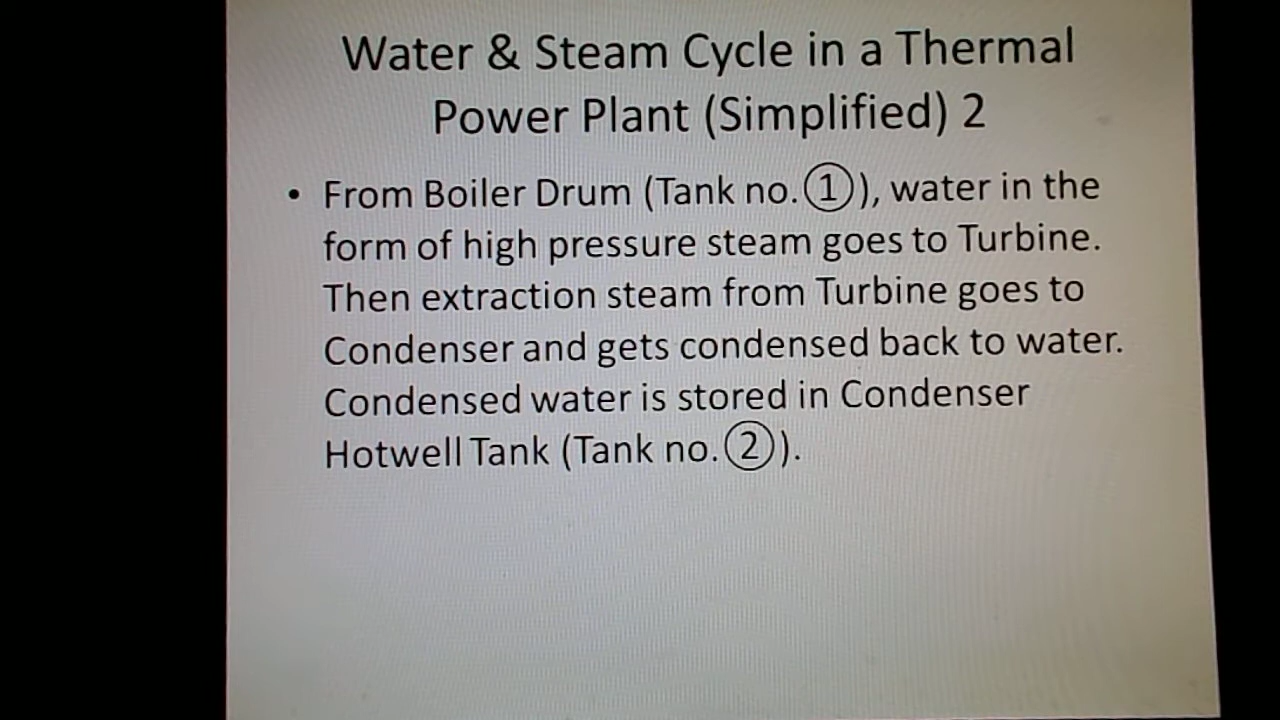 Water & Steam Cycle in a Thermal
Power Plant (Simplified) 2
• From Boiler Drum (Tank no. ①), water in the
form of high pressure steam goes to Turbine.
Then extraction steam from Turbine goes to
Condenser and gets condensed back to water.
Condensed water is stored in Condenser
Hotwell Tank (Tank no. ②).